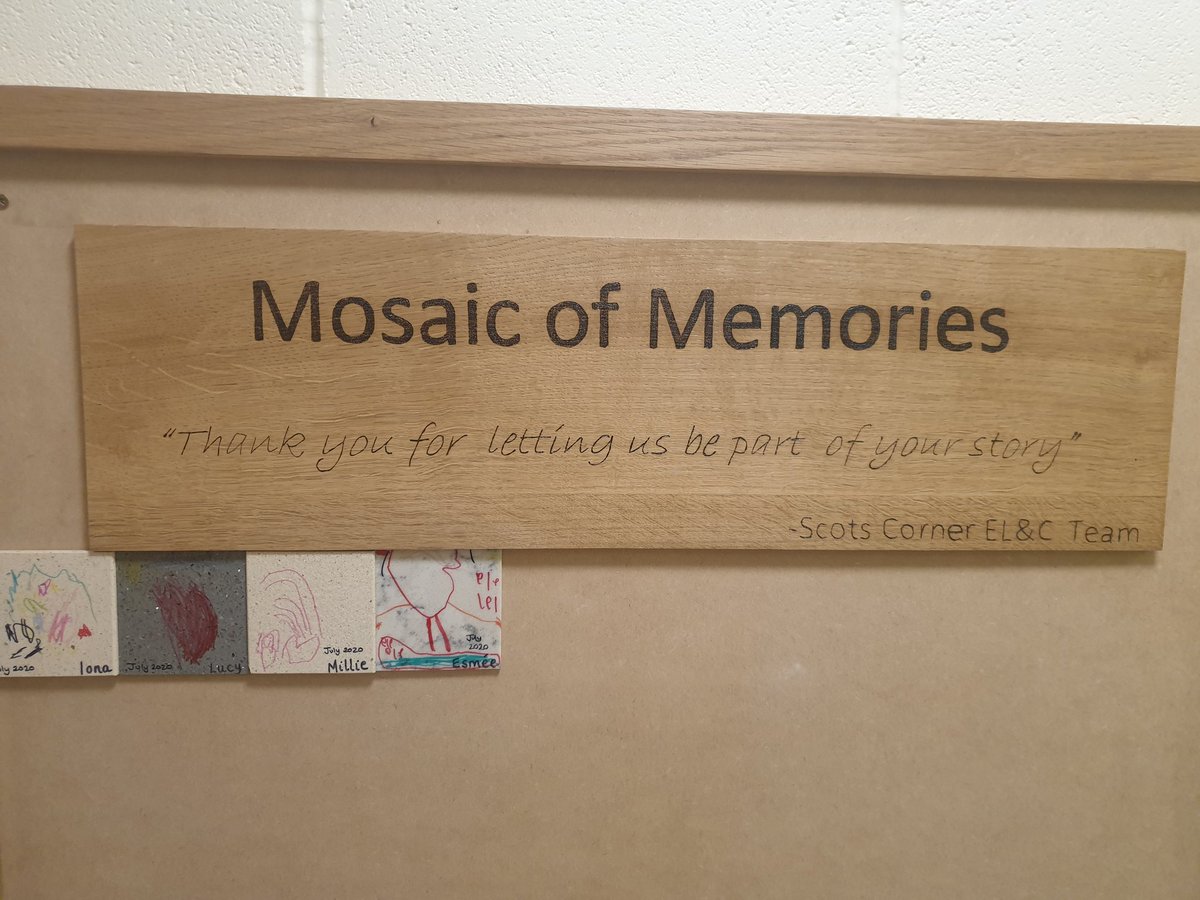 Mosaic of Memories
“Thank you for letting us be part of your story”
-Scots Corner EL&C Team
2020 Iona
July 2020 Lucy
July 2020
Millie
July
2020
Esmée